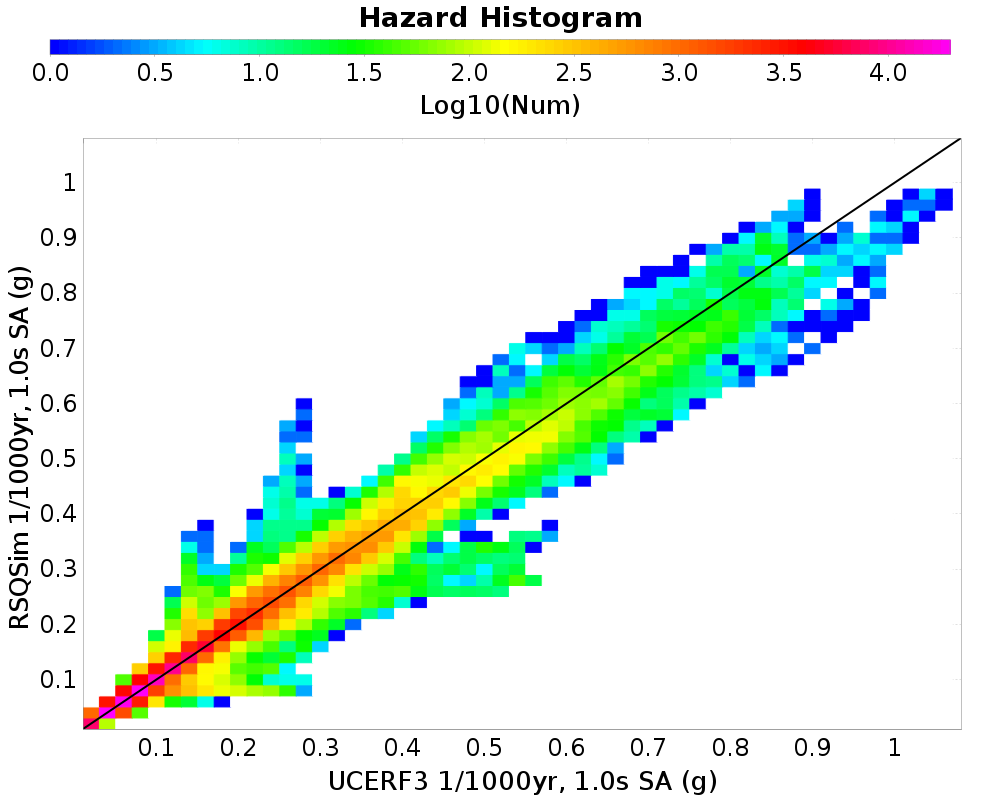 Hazard Histogram
0.0 0.5 1.0 1.5 2.0 2.5 3.0 3.5 4.0
Log10(Num)
1
0.9
0.8
0.7
0.6
0.5
0.4
0.3
0.2
0.1
RSQSim 1/1000yr, 1.0s SA (g)
0.1 0.2 0.3 0.4 0.5 0.6 0.7 0.8 0.9 1
UCERF3 1/1000yr, 1.0s SA (g)